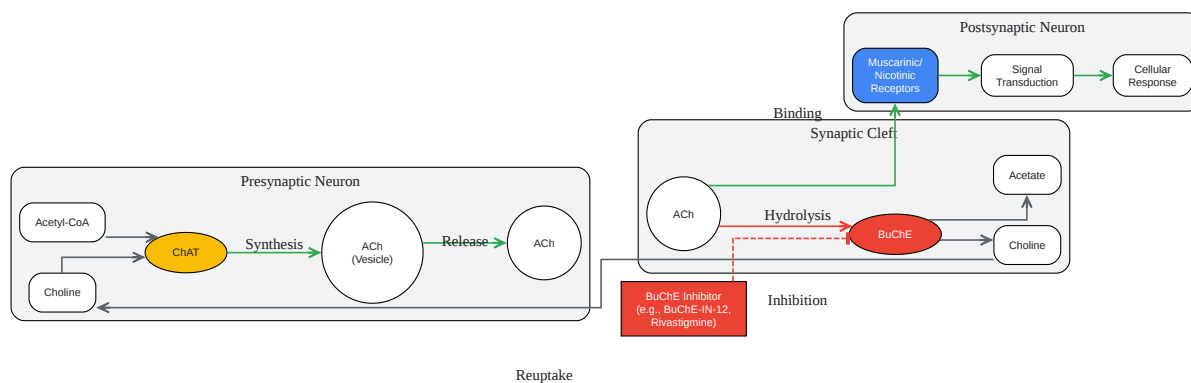 Postsynaptic Neuron
Muscarinic/
Nicotinic
Receptors
Signal
Transduction
Cellular
Response
Binding
Synaptic Cleft
ACh
Hydrolysis
BuChE
Acetate
Choline
Presynaptic Neuron
Acetyl-CoA
Choline
ChAT
Synthesis
ACh
(Vesicle)
Release
ACh
BuChE Inhibitor
(e.g., BuChE-IN-12,
Rivastigmine)
Inhibition
Reuptake